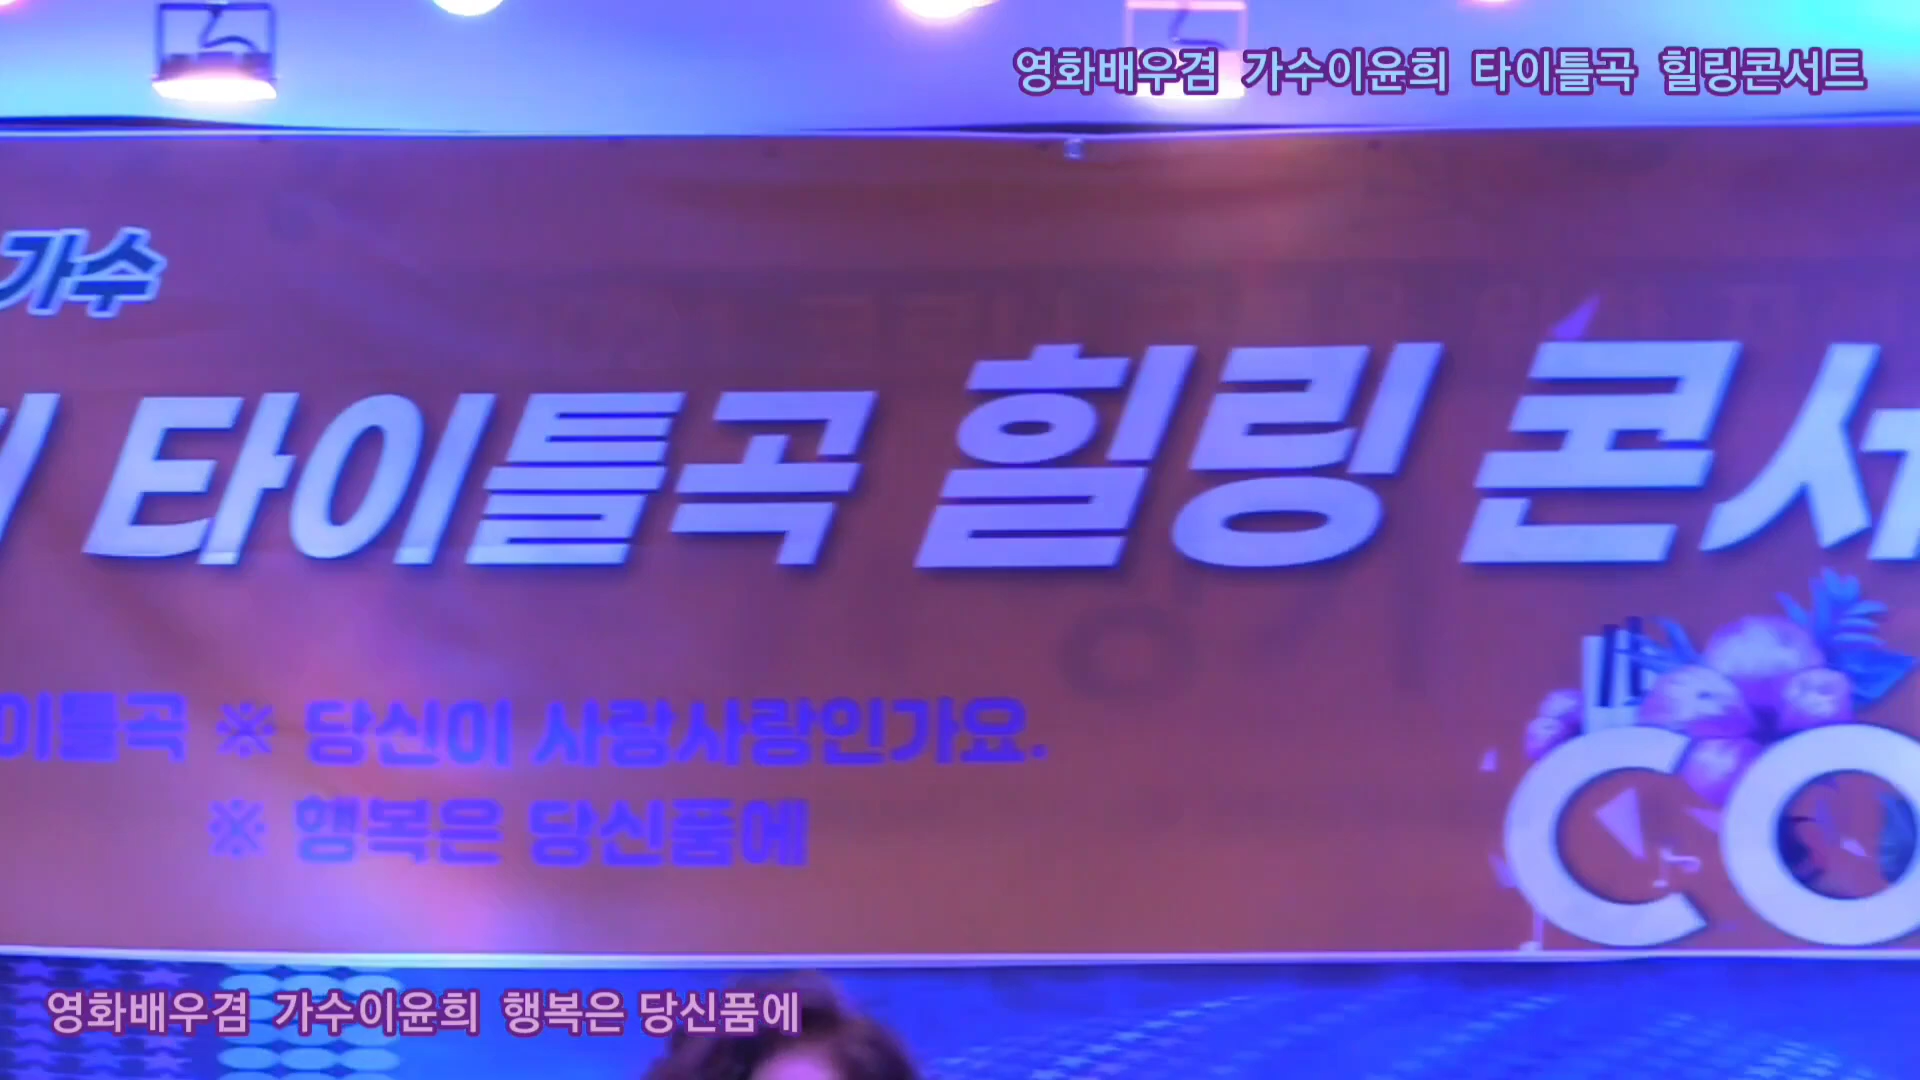 영화배우겸 가수이윤희 타이틀곡 힐링콘서트
가수
타이틀곡 힐링 콘서
이틀곡 ※ 당신이 사랑사랑인가요.
※ 행복은 당신품에
CO
영화배우겸 가수이윤희 행복은 당신품에